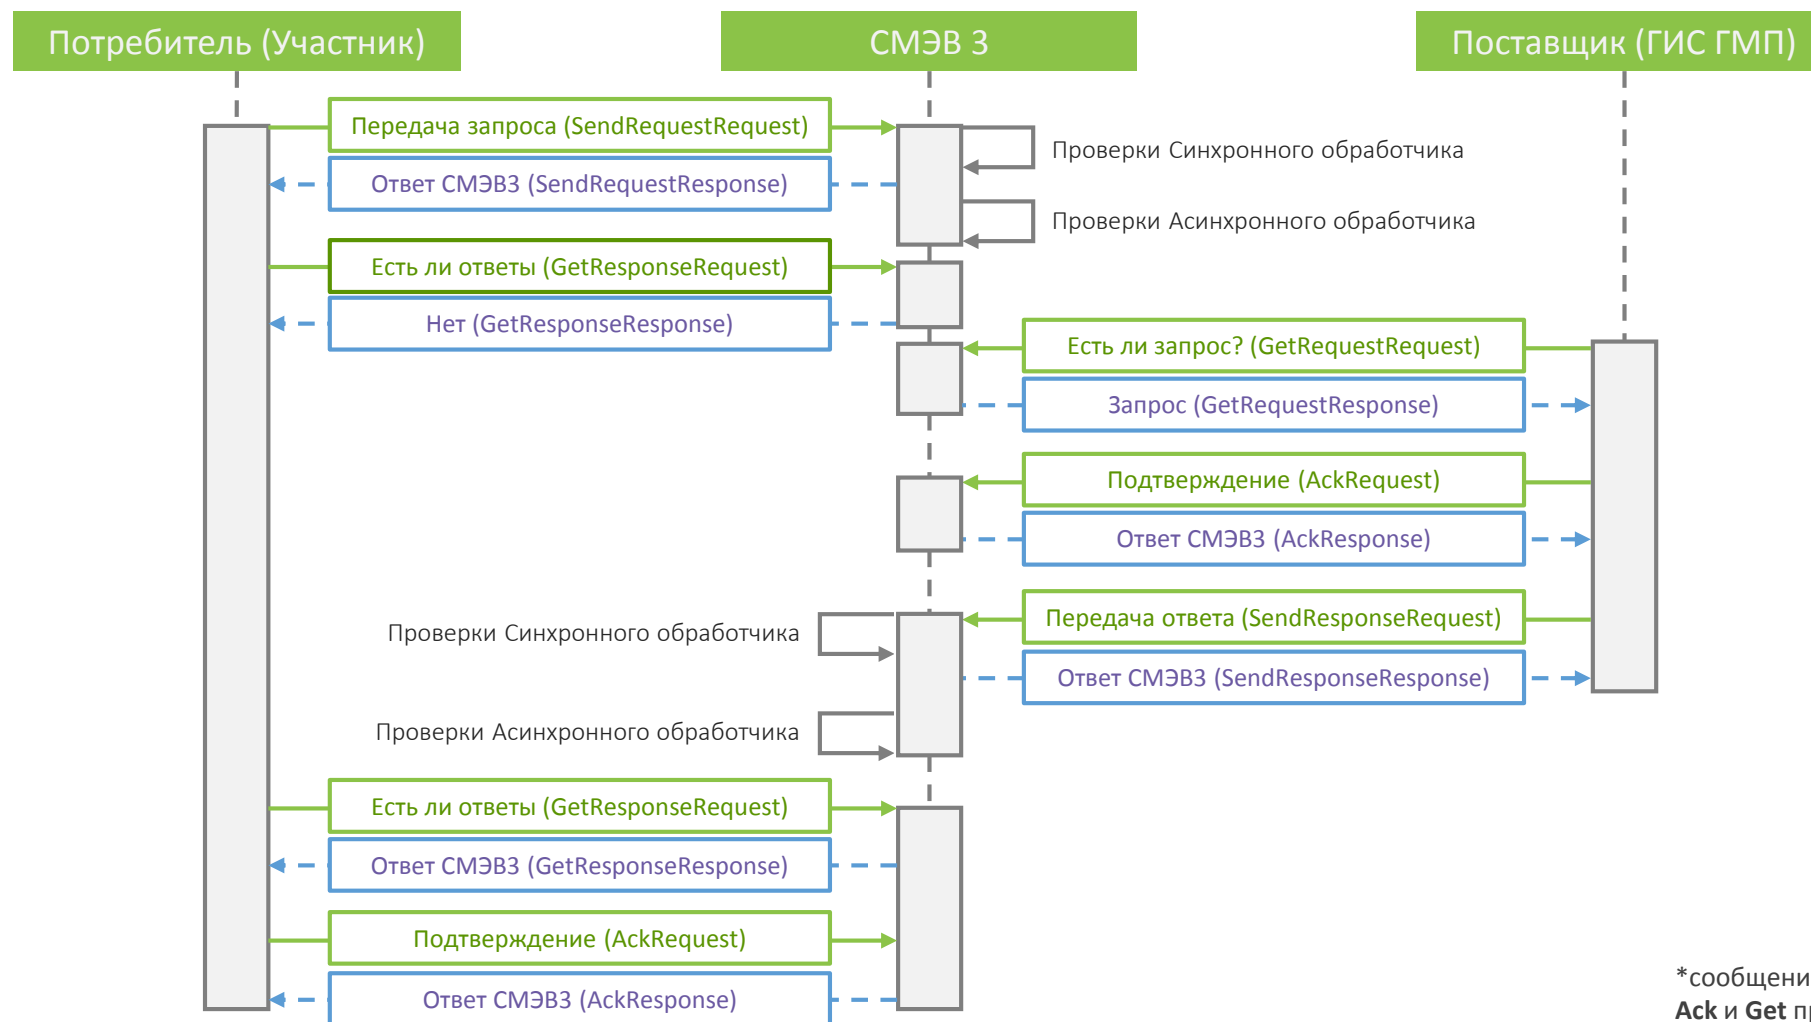 Потребитель (Участник)
СМЭВ 3
Поставщик (ГИС ГМП)
Передача запроса (SendRequestRequest)
Проверки Синхронного обработчика
Ответ СМЭВ3 (SendRequestResponse)
Проверки Асинхронного обработчика
Есть ли ответы (GetResponseRequest)
Нет (GetResponseResponse)
Есть ли запрос? (GetRequestRequest)
Запрос (GetRequestResponse)
Подтверждение (AckRequest)
Ответ СМЭВ3 (AckResponse)
Передача ответа (SendResponseRequest)
Проверки Синхронного обработчика
Ответ СМЭВ3 (SendResponseResponse)
Проверки Асинхронного обработчика
Есть ли ответы (GetResponseRequest)
Ответ СМЭВ3 (GetResponseResponse)
Подтверждение (AckRequest)
Ответ СМЭВ3 (AckResponse)
*сообщени
Ack и Get п